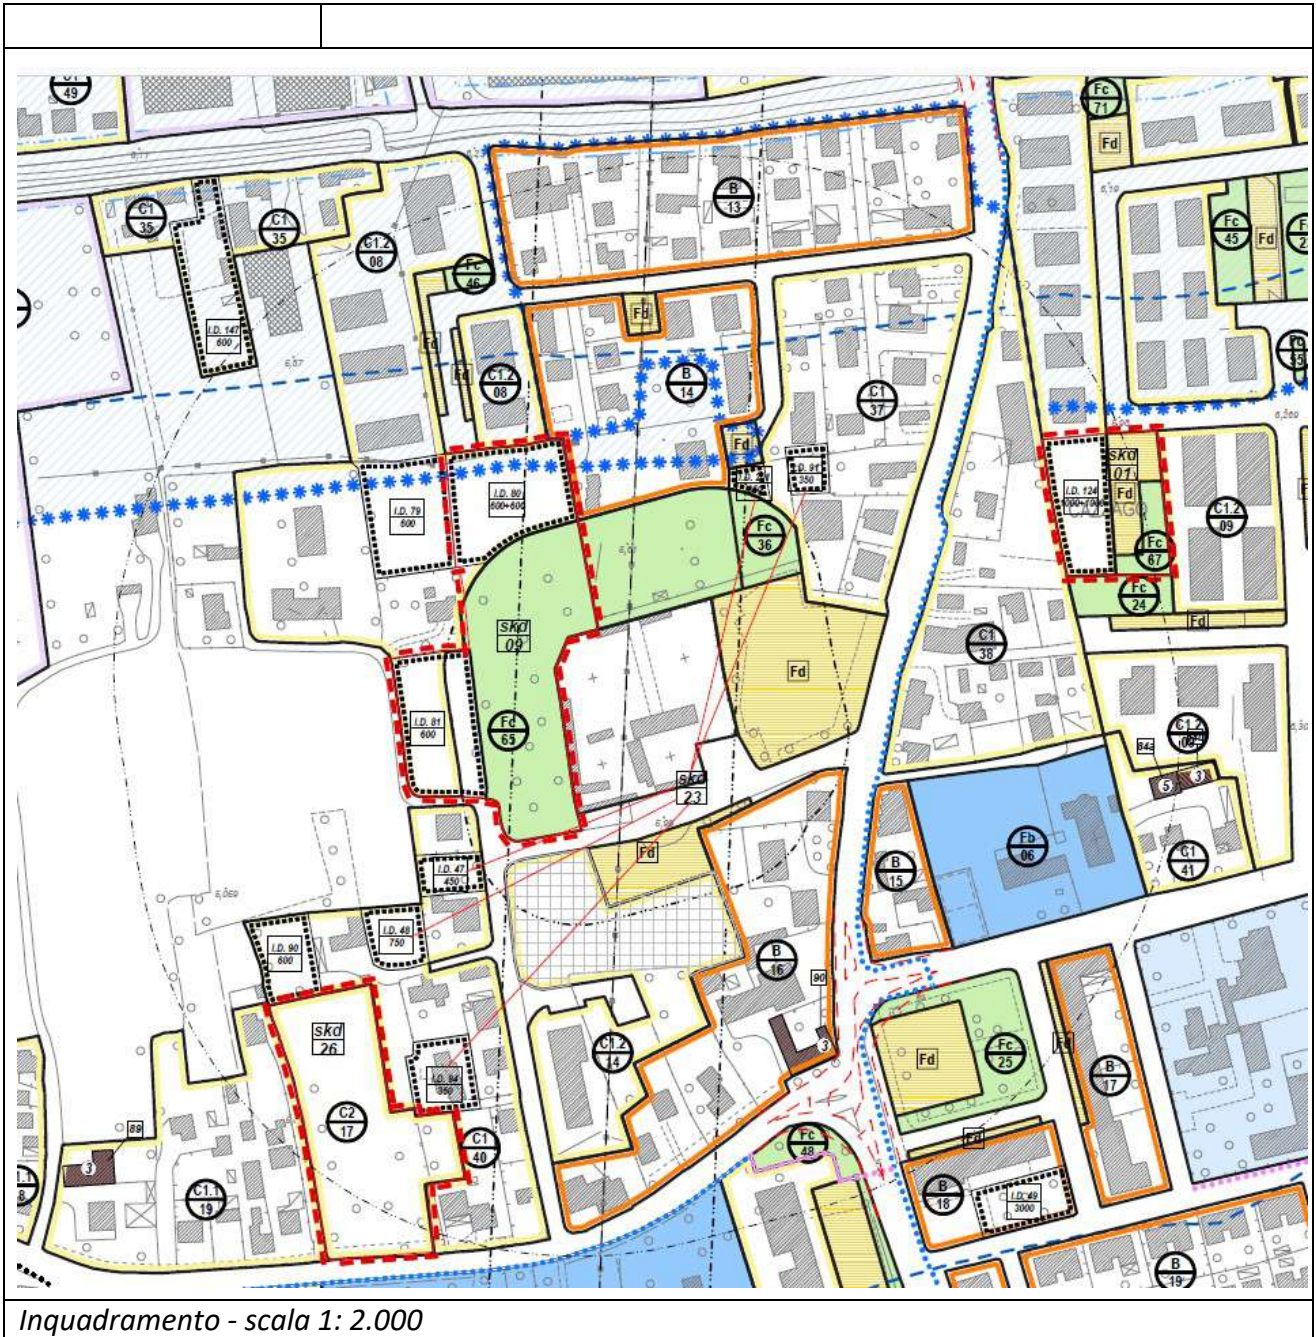 49
Fc
71
Fd
B
13
C1
35
C1
35
C1.2
08
Fc
46
Fc
45
Fd
I.D. 147
600
Fd
Fd
Fd
C1.2
08
B
14
C1
37
55
Fd
skd
01
I.D. 80
600+600
I.D. 79
600
I.D. 91
350
I.D. 124
Fd
C1.2
09
Fc
36
Fc
67
Fc
24
Fd
skd
09
C1
38
Fd
I.D. 81
600
Fc
65
C1.2
09
84a
5
3
skd
23
Fb
06
Fd
B
15
C1
41
I.D. 47
450
6,069
I.D. 90
600
I.D. 48
750
B
16
90
3
skd
26
C1.2
14
Fd
Fc
25
Fd
B
17
I.D. 94
350
C2
17
C1
40
89
3
Fc
48
Fd
C1.1
19
B
18
I.D. 49
3000
B
19
Inquadramento - scala 1: 2.000